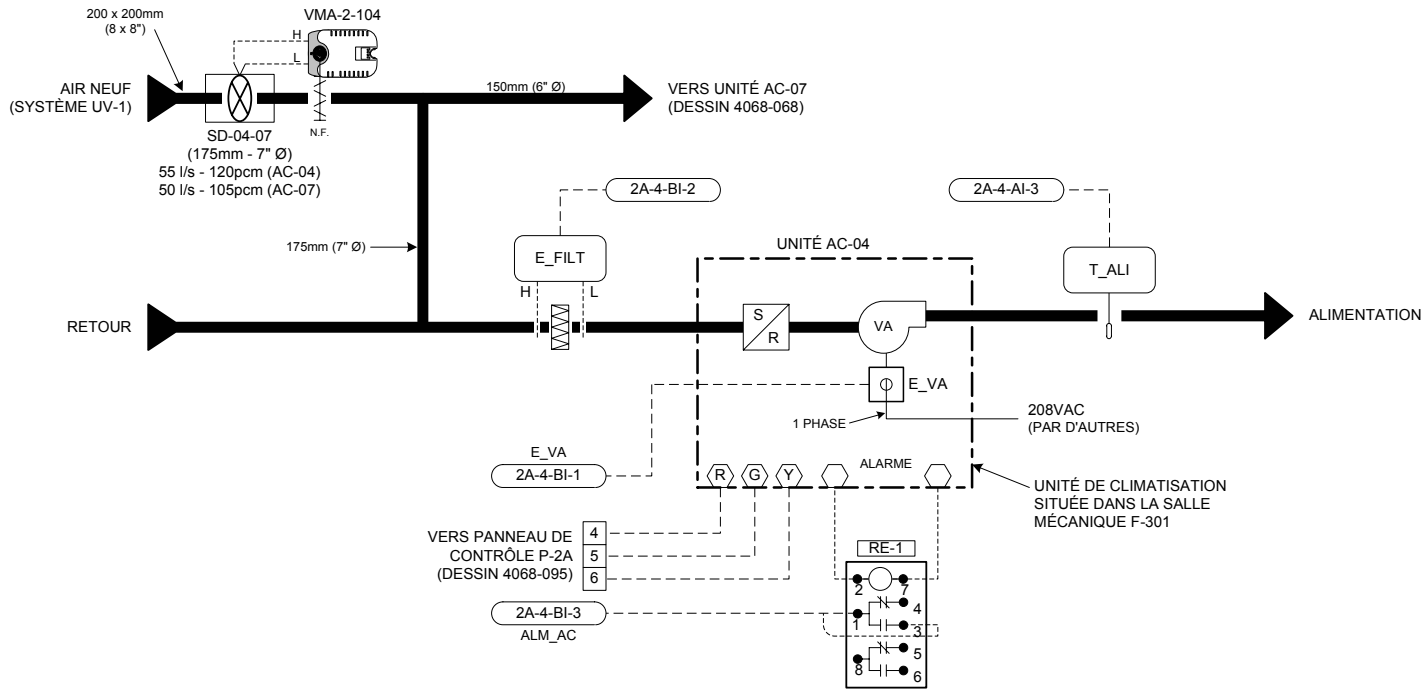 200 x 200mm
(8 x 8")
VMA-2-104
H
L
AIR NEUF
(SYSTÈME UV-1)
150mm (6" Ø)
VERS UNITÉ AC-07
(DESSIN 4068-068)
N.F.
SD-04-07
(175mm - 7" Ø)
55 l/s - 120pcm (AC-04)
50 l/s - 105pcm (AC-07)
2A-4-BI-2
2A-4-AI-3
175mm (7" Ø)
E_FILT
UNITÉ AC-04
T_ALI
H
L
RETOUR
S
R
VA
ALIMENTATION
E_VA
1 PHASE
208VAC
(PAR D'AUTRES)
E_VA
2A-4-BI-1
R
G
Y
ALARME
UNITÉ DE CLIMATISATION
SITUÉE DANS LA SALLE
MÉCANIQUE F-301
VERS PANNEAU DE
CONTRÔLE P-2A
(DESSIN 4068-095)
4
5
6
RE-1
2
7
4
1
3
5
8
6
2A-4-BI-3
ALM_AC